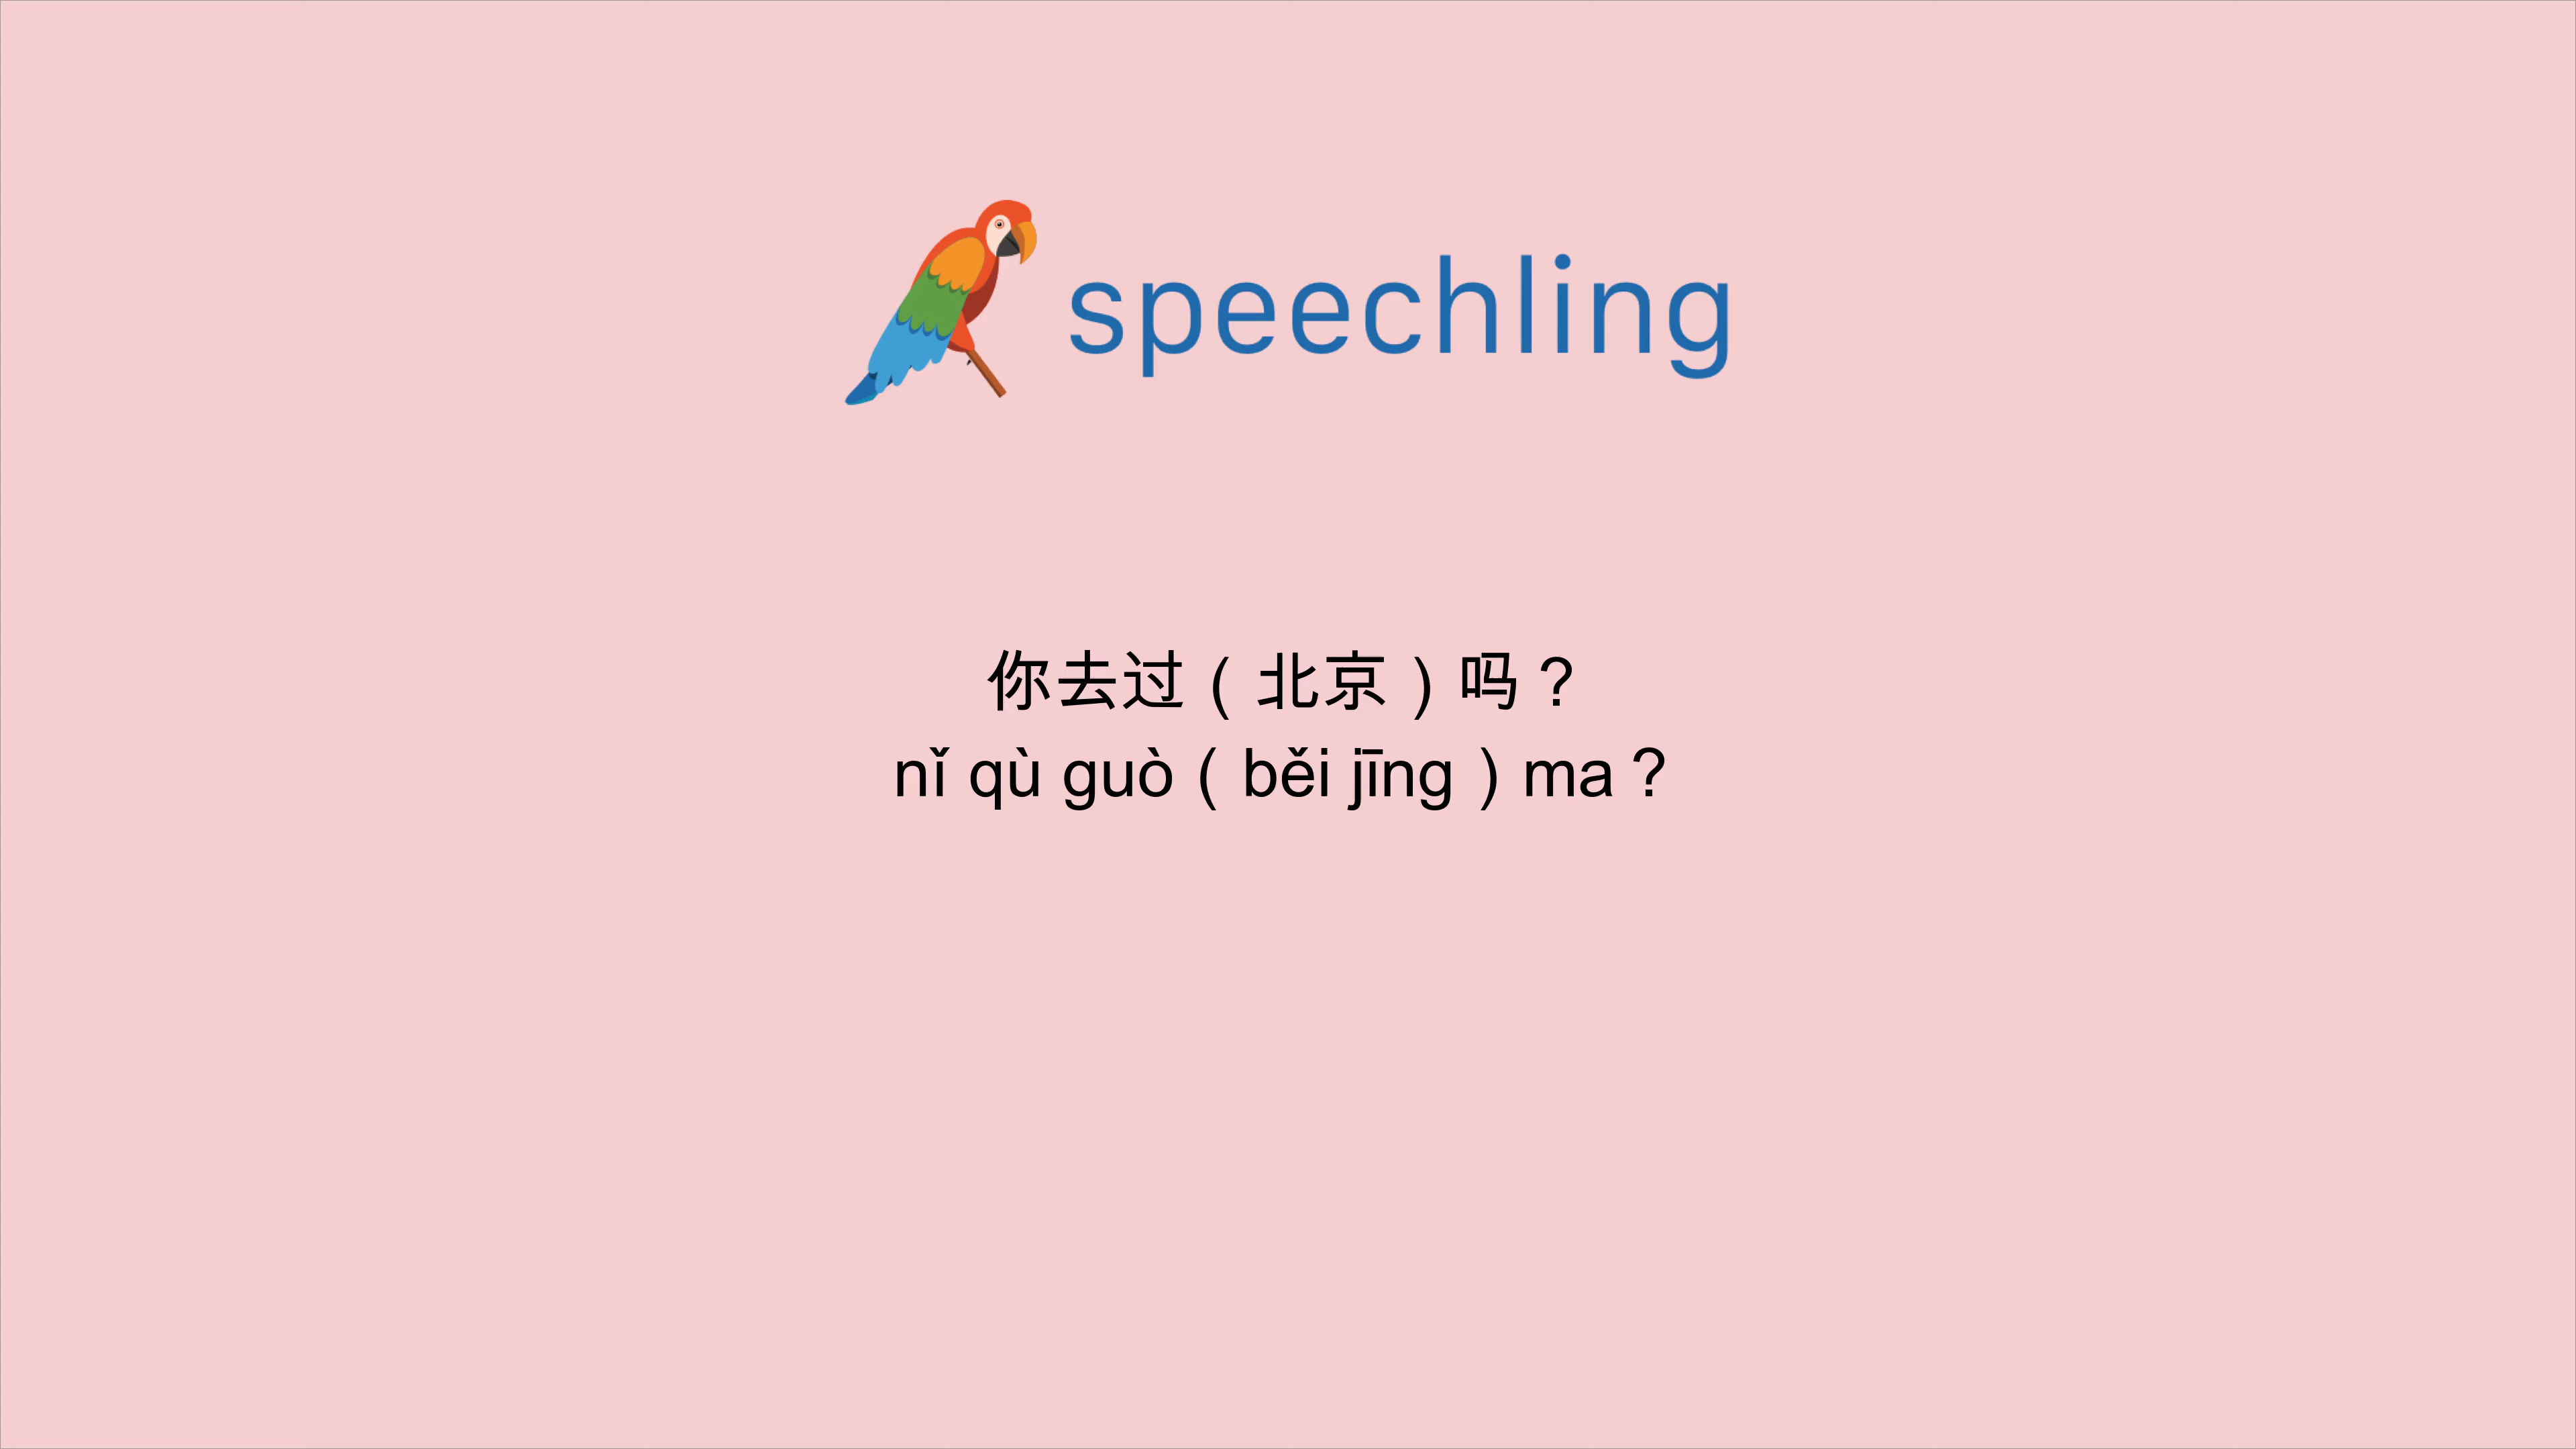 speechling
你去过（北京）吗？
nǐ qù guò（běi jīng）ma？